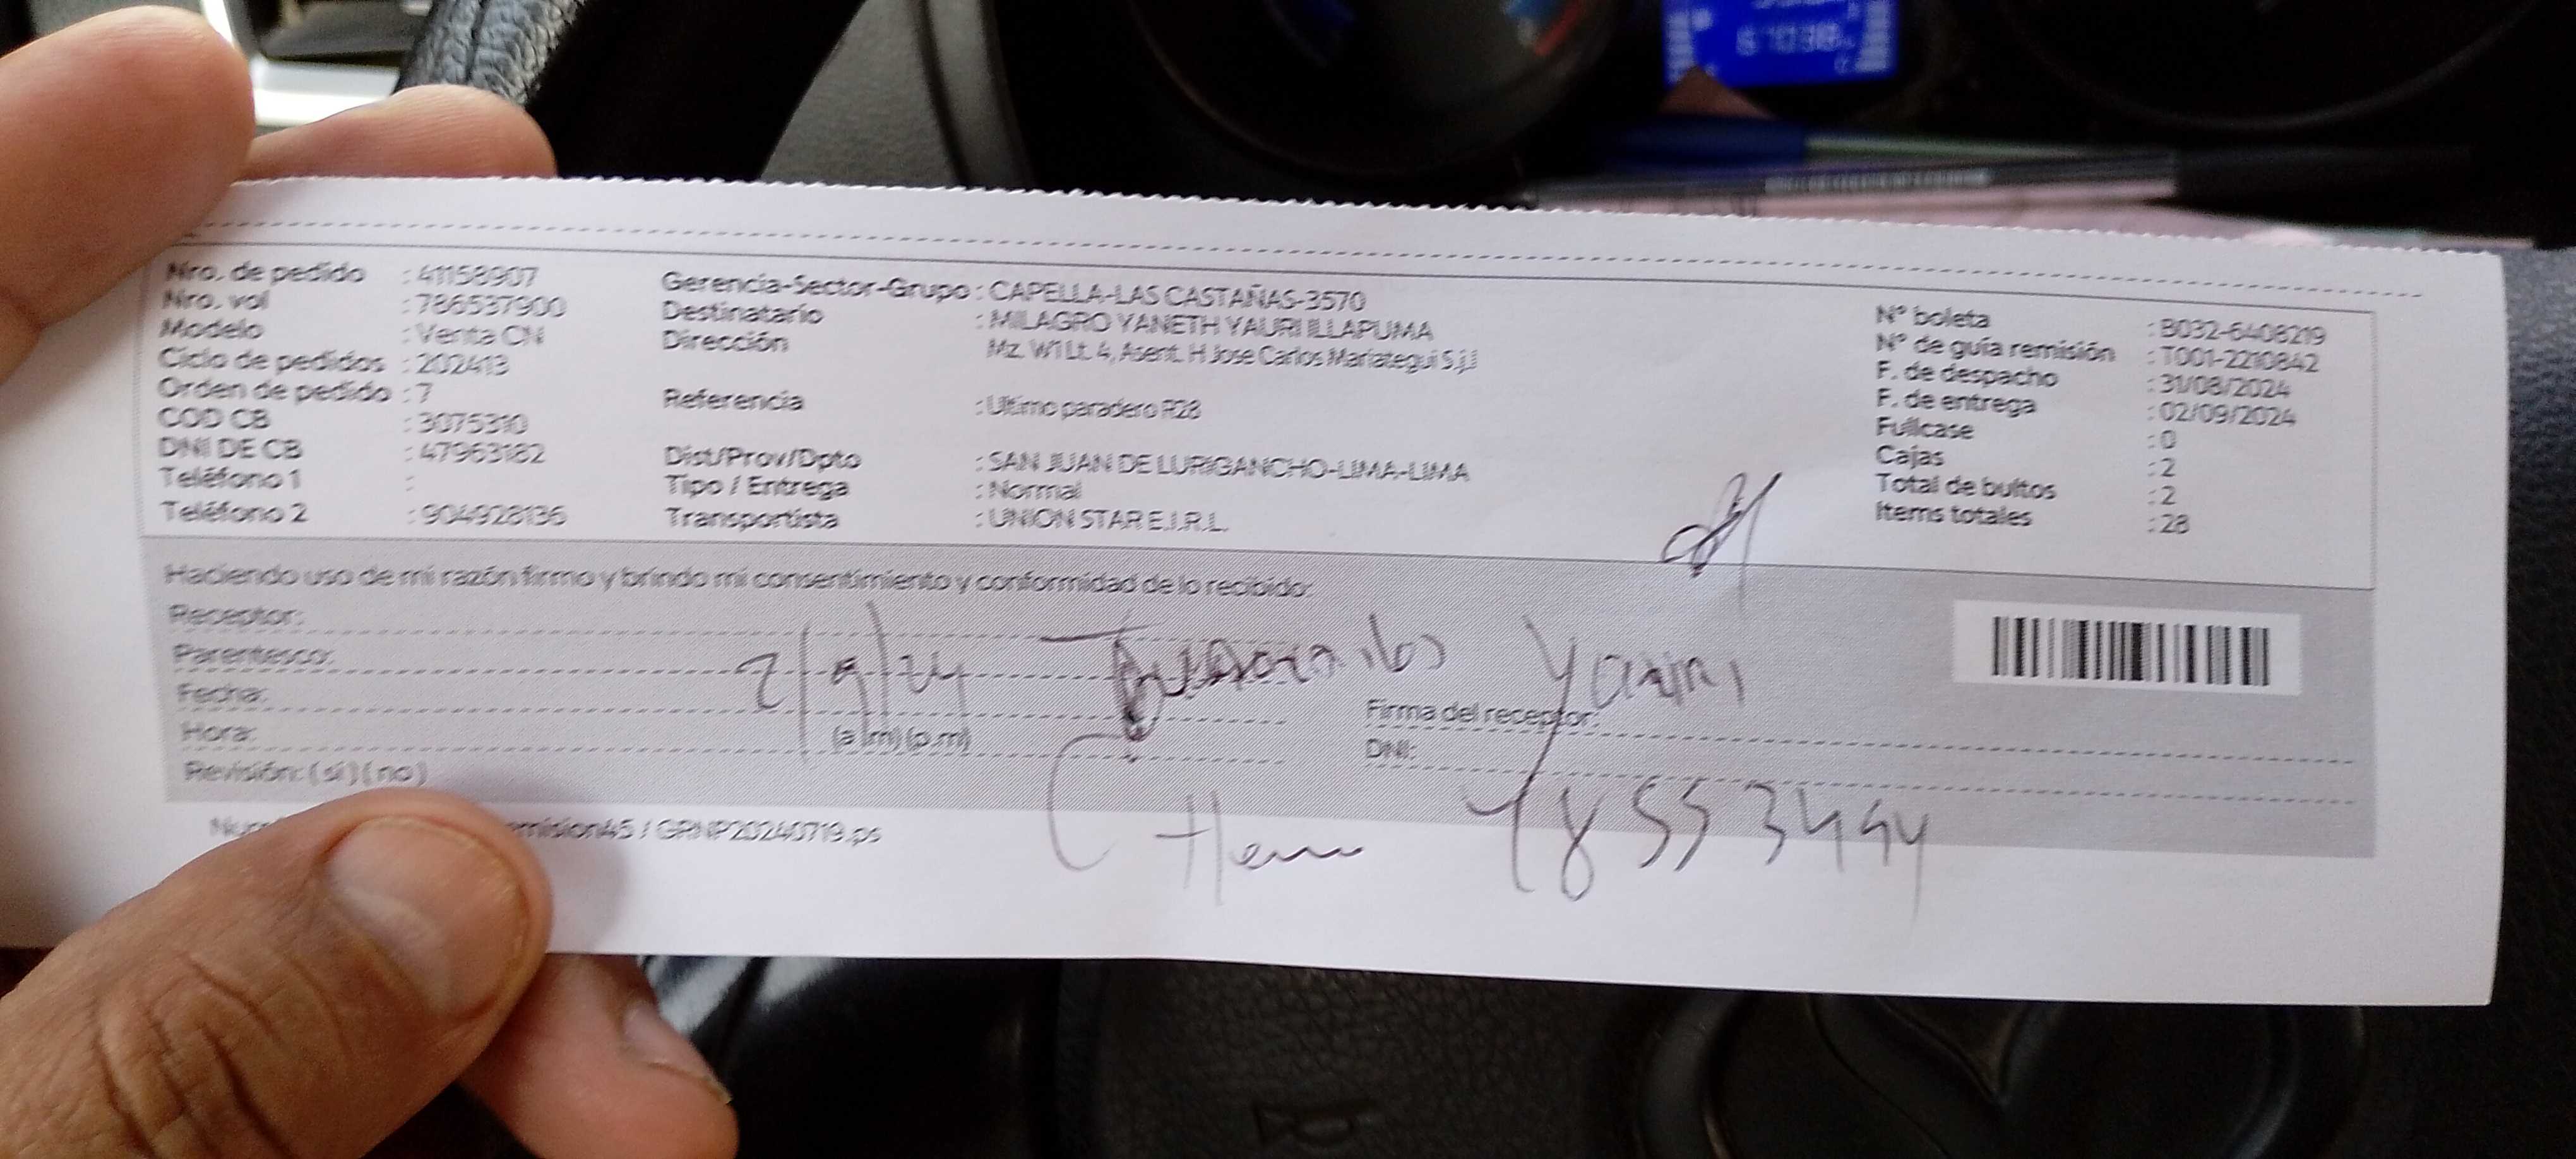 Nro. de pedido : 41158907
Nro. vol : 786537900
Modelo : Venta CN
Ciclo de pedidos : 202413
Orden de pedido : 7
COD CB : 3075310
DNI DE CB : 47963182
Teléfono 1 :
Teléfono 2 : 904928136
Gerencia-Sector-Grupo : CAPELLA-LAS CASTAÑAS-3570
Destinatario : MILAGRO YANETH YAURI ILLAPUMA
Dirección Mz. W1 Lt. 4, Asent. H Jose Carlos Mariategui S.j.l
Referencia : Ultimo paradero R28
Dist/Prov/Dpto : SAN JUAN DE LURIGANCHO-LIMA-LIMA
Tipo / Entrega : Normal
Transportista : UNION STAR E.I.R.L.
N° boleta : B032-6408219
N° de guía remisión : T001-2210842
F. de despacho : 31/08/2024
F. de entrega : 02/09/2024
Fullcase : 0
Cajas : 2
Total de bultos : 2
Items totales : 28
Haciendo uso de mi razón firmo y brindo mi consentimiento y conformidad de lo recibido:
Receptor:
Parentesco:
2/9/24 Yauri
Fecha:
Firma del receptor:
Hora: (a.m) (p.m)
DNI:
Revisión: (si) (no)
78553444
emision45 / GRNP20240719.ps